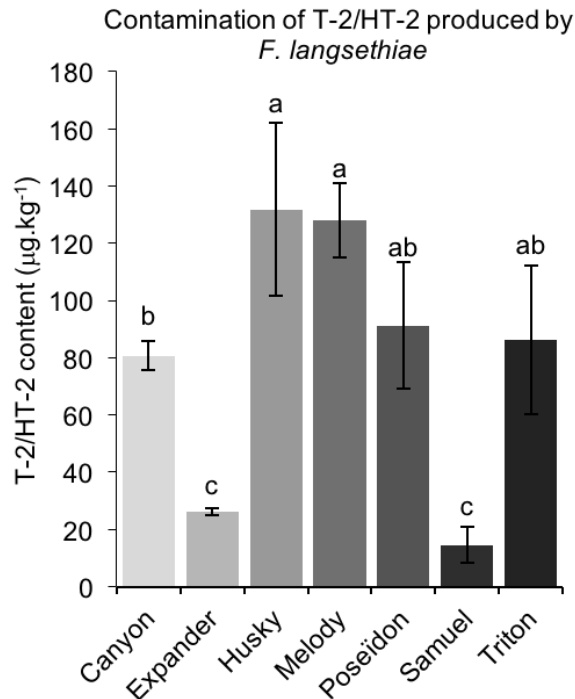 Contamination of T-2/HT-2 produced by
F. langsethiae
T-2/HT-2 content (µg.kg⁻¹)
180
160
140
120
100
80
60
40
20
0
b
c
a
a
ab
c
ab
Canyon
Expander
Husky
Melody
Poseïdon
Samuel
Triton